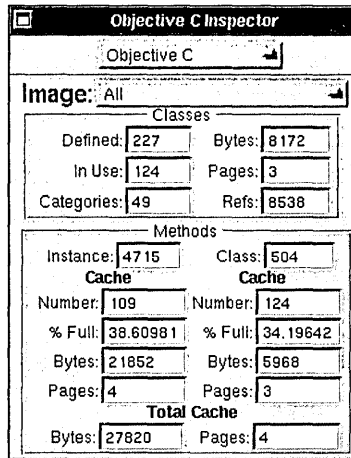 Objective C Inspector
Objective C
Image: All
Classes
Defined: 227 Bytes: 8172
In Use: 124 Pages: 3
Categories: 49 Refs: 8538
Methods
Instance: 4715 Class: 504
Cache Cache
Number: 109 Number: 124
% Full: 38.60981 % Full: 34.19642
Bytes: 21852 Bytes: 5968
Pages: 4 Pages: 3
Total Cache
Bytes: 27820 Pages: 4